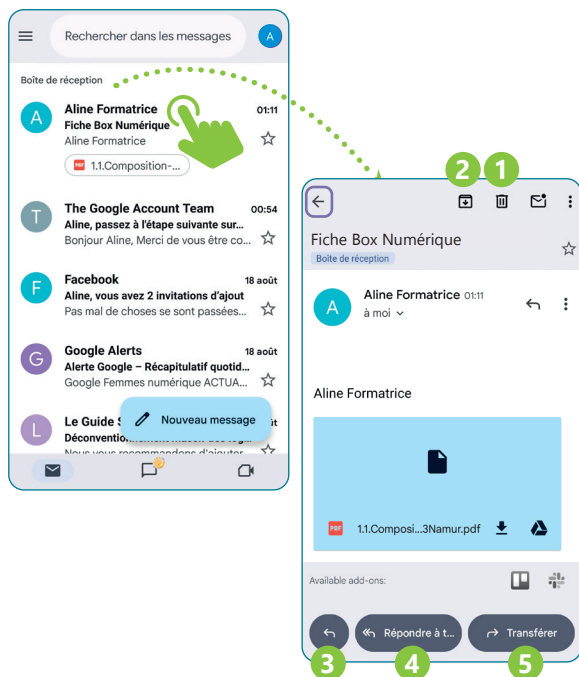 Rechercher dans les messages
A
Boîte de réception
A
Aline Formatrice 01:11
Fiche Box Numérique
Aline Formatrice
PDF 1.1.Composition-...
T
The Google Account Team 00:54
Aline, passez à l'étape suivante sur...
Bonjour Aline, Merci de vous être co...
F
Facebook 18 août
Aline, vous avez 2 invitations d'ajout
Pas mal de choses se sont passées...
G
Google Alerts 18 août
Alerte Google – Récapitulatif quotid...
Google Femmes numérique ACTUA...
L
Le Guide
Nouveau message
2 1
Fiche Box Numérique
Boîte de réception
A
Aline Formatrice 01:11
à moi
Aline Formatrice
PDF 1.1.Composi...3Namur.pdf
Available add-ons:
Répondre à t...
Transférer
3 4 5